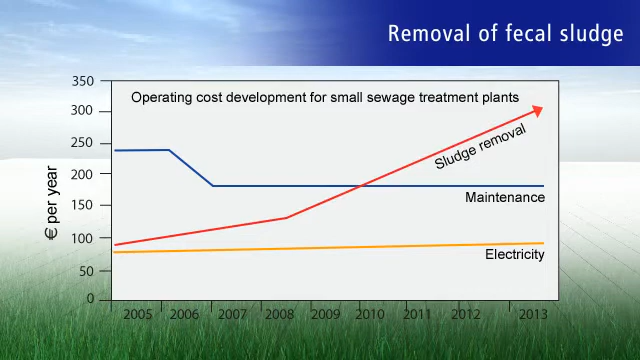 Removal of fecal sludge
Operating cost development for small sewage treatment plants
350
300
250
200
150
100
50
0
€ per year
Sludge removal
Maintenance
Electricity
2005 2006 2007 2008 2009 2010 2011 2012 2013